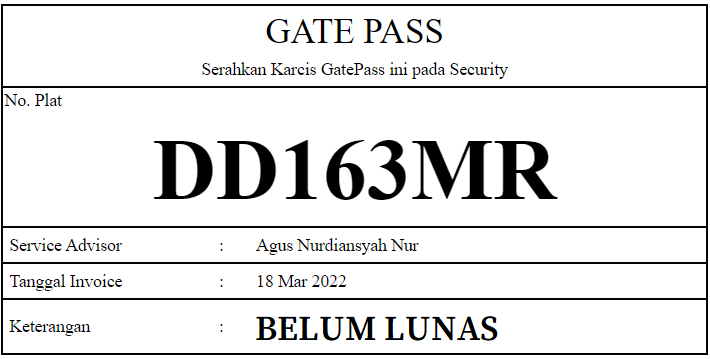 GATE PASS
Serahkan Karcis GatePass ini pada Security
No. Plat
DD163MR
Service Advisor : Agus Nurdiansyah Nur
Tanggal Invoice : 18 Mar 2022
Keterangan : BELUM LUNAS